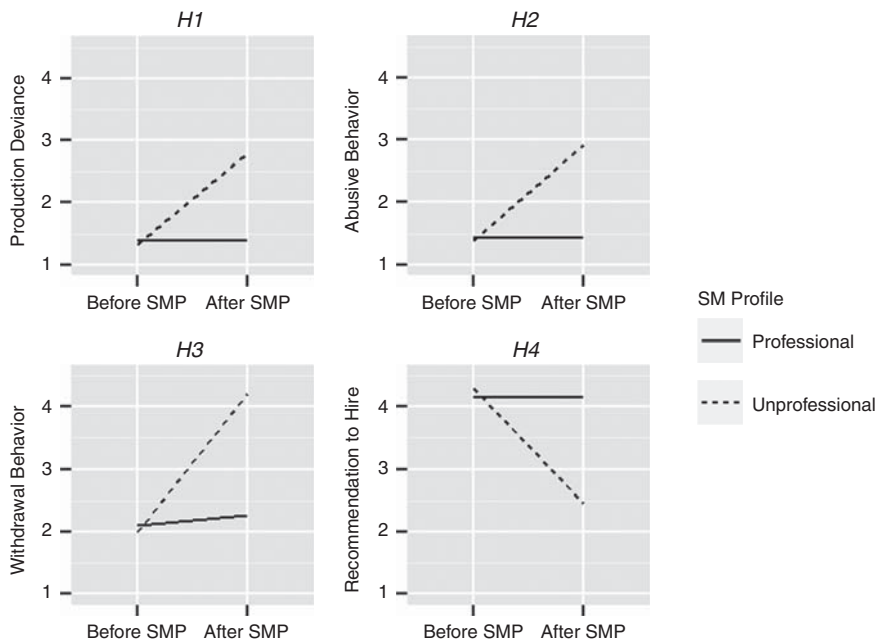 H1
Production Deviance
4
3
2
1
Before SMP After SMP
H2
Abusive Behavior
4
3
2
1
Before SMP After SMP
H3
Withdrawal Behavior
4
3
2
1
Before SMP After SMP
H4
Recommendation to Hire
4
3
2
1
Before SMP After SMP
SM Profile
Professional
Unprofessional